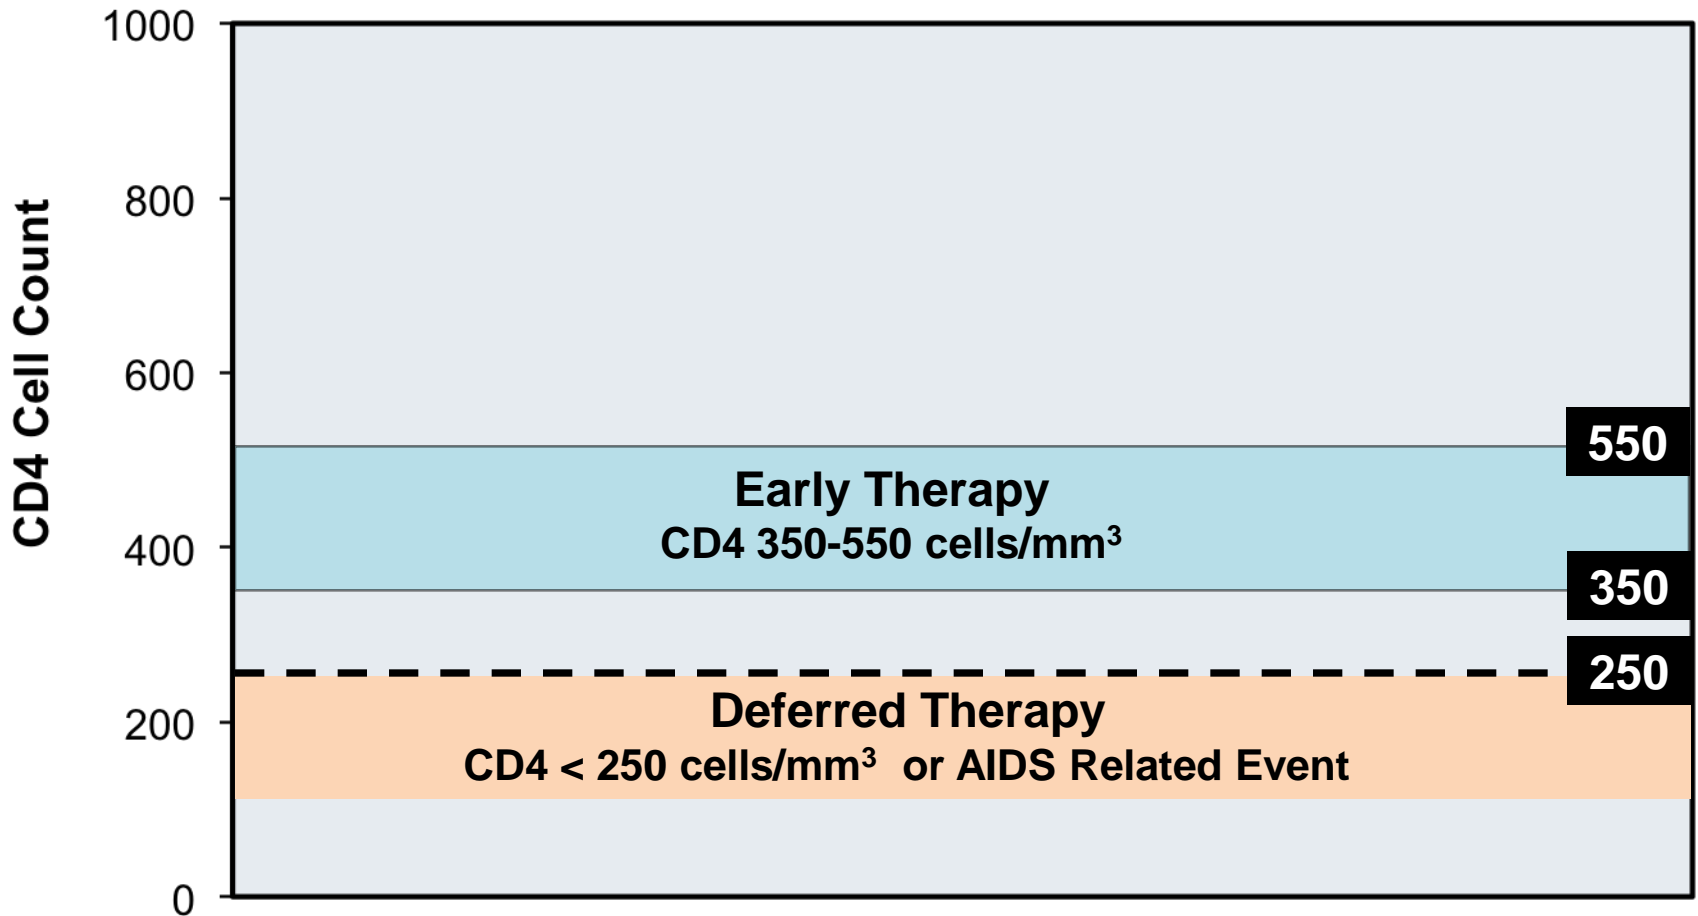 CD4 Cell Count
1000
800
600
400
200
0
550
Early Therapy
CD4 350-550 cells/mm³
350
250
Deferred Therapy
CD4 < 250 cells/mm³ or AIDS Related Event